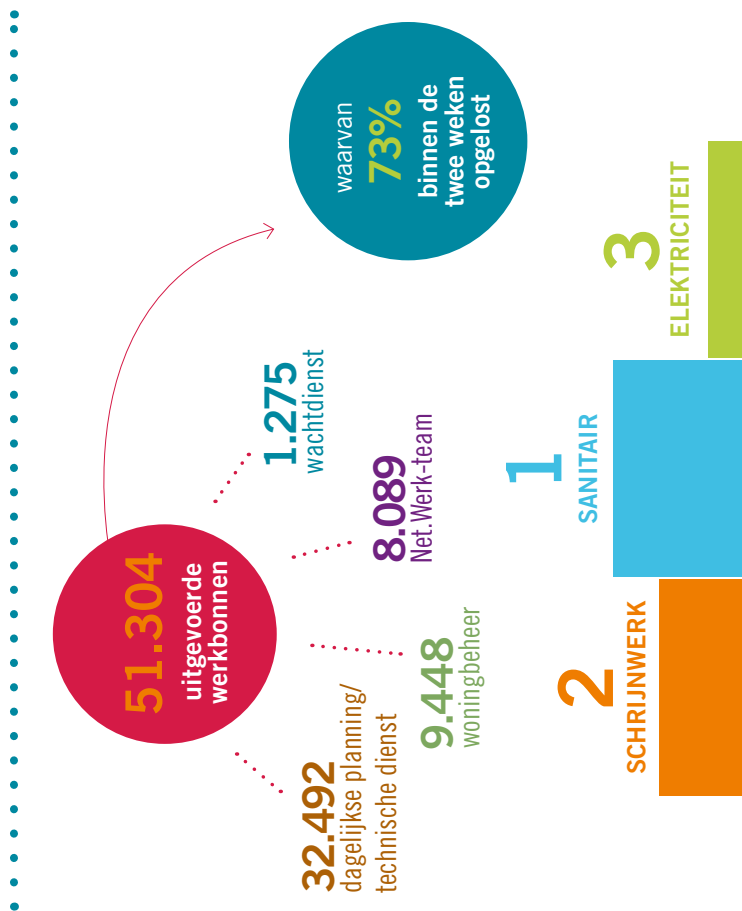 51.304
uitgevoerde
werkbonnen
waarvan
73%
binnen de
twee weken
opgelost
32.492
dagelijkse planning/
technische dienst
9.448
woningbeheer
8.089
Net.Werk-team
1.275
wachtdienst
2
SCHRIJNWERK
1
SANITAIR
3
ELEKTRICITEIT